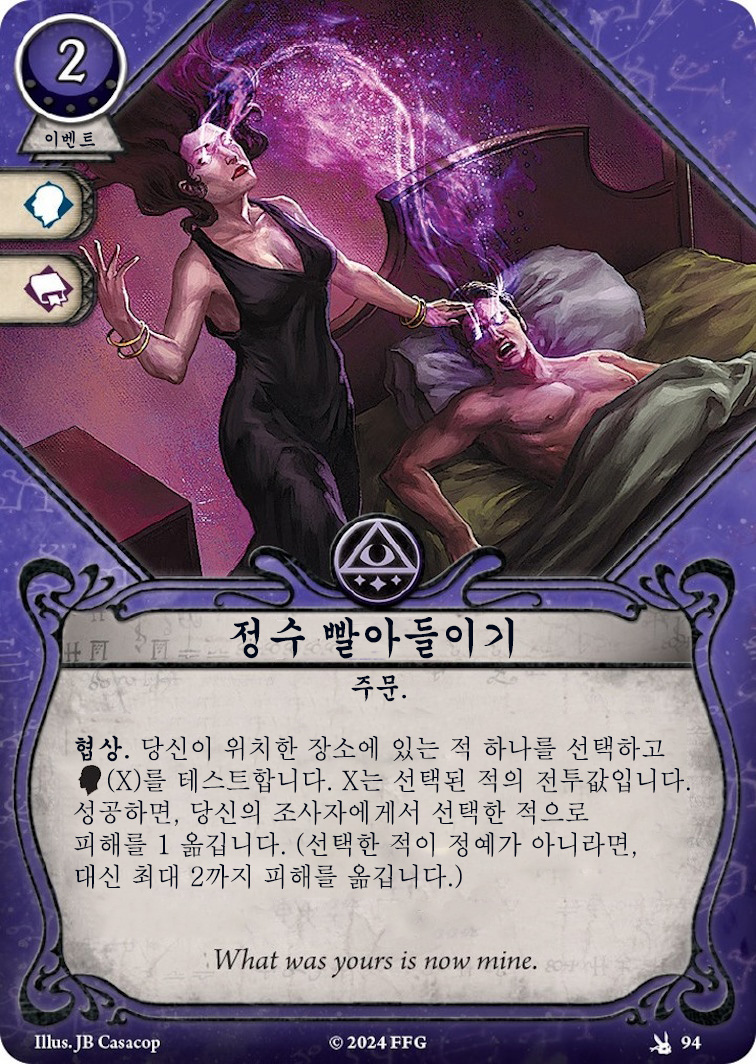 2
이벤트
정수 빨아들이기
주문.
협상. 당신이 위치한 장소에 있는 적 하나를 선택하고
(X)를 테스트합니다. X는 선택된 적의 전투값입니다.
성공하면, 당신의 조사자에게서 선택한 적으로
피해를 1 옮깁니다. (선택한 적이 정예가 아니라면,
대신 최대 2까지 피해를 옮깁니다.)
What was yours is now mine.
Illus. JB Casacop
© 2024 FFG
94